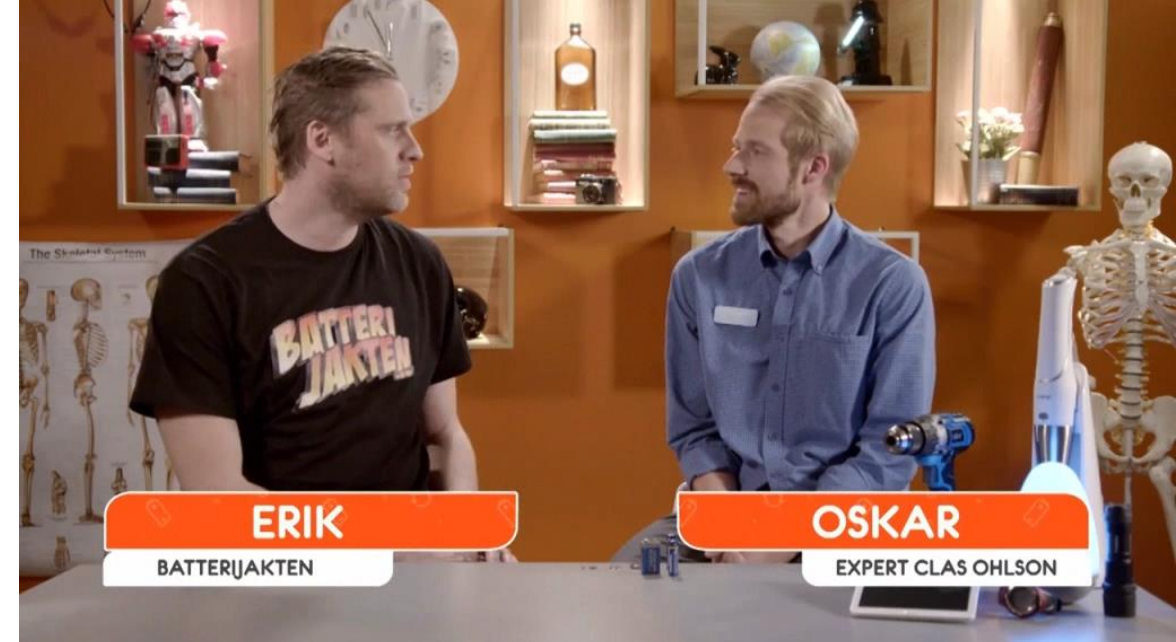 The Skeletal System
BATTERI
JAKTEN
ERIK
BATTERIJAKTEN
OSKAR
EXPERT CLAS OHLSON